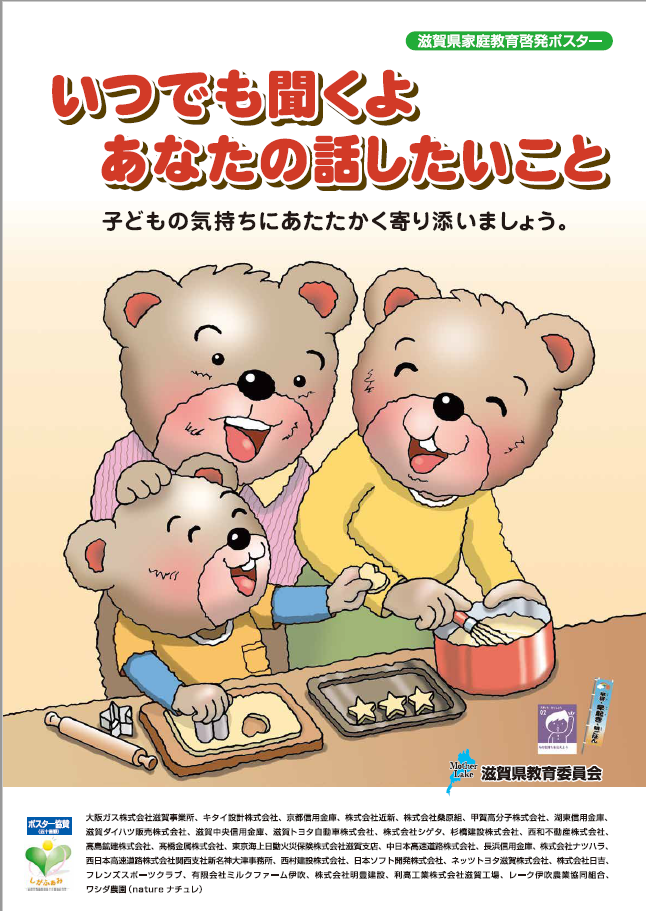 滋賀県家庭教育啓発ポスター
いつでも聞くよ
あなたの話したいこと
子どもの気持ちにあたたかく寄り添いましょう。
Mother
Lake
滋賀県教育委員会
ポスター協賛
(五十音順)
しがふぁみ
大阪ガス株式会社滋賀事業所、キタイ設計株式会社、京都信用金庫、株式会社近新、株式会社桑原組、甲賀高分子株式会社、湖東信用金庫、
滋賀ダイハツ販売株式会社、滋賀中央信用金庫、滋賀トヨタ自動車株式会社、株式会社シゲタ、杉橋建設株式会社、西和不動産株式会社、
髙島鉱建株式会社、髙橋金属株式会社、東京海上日動火災保険株式会社滋賀支店、中日本高速道路株式会社、長浜信用金庫、株式会社ナツハラ、
西日本高速道路株式会社関西支社新名神大津事務所、西村建設株式会社、日本ソフト開発株式会社、ネッツトヨタ滋賀株式会社、株式会社日吉、
フレンズスポーツクラブ、有限会社ミルクファーム伊吹、株式会社明豊建設、利高工業株式会社滋賀工場、レーク伊吹農業協同組合、
ワシダ農園(nature ナチュレ)